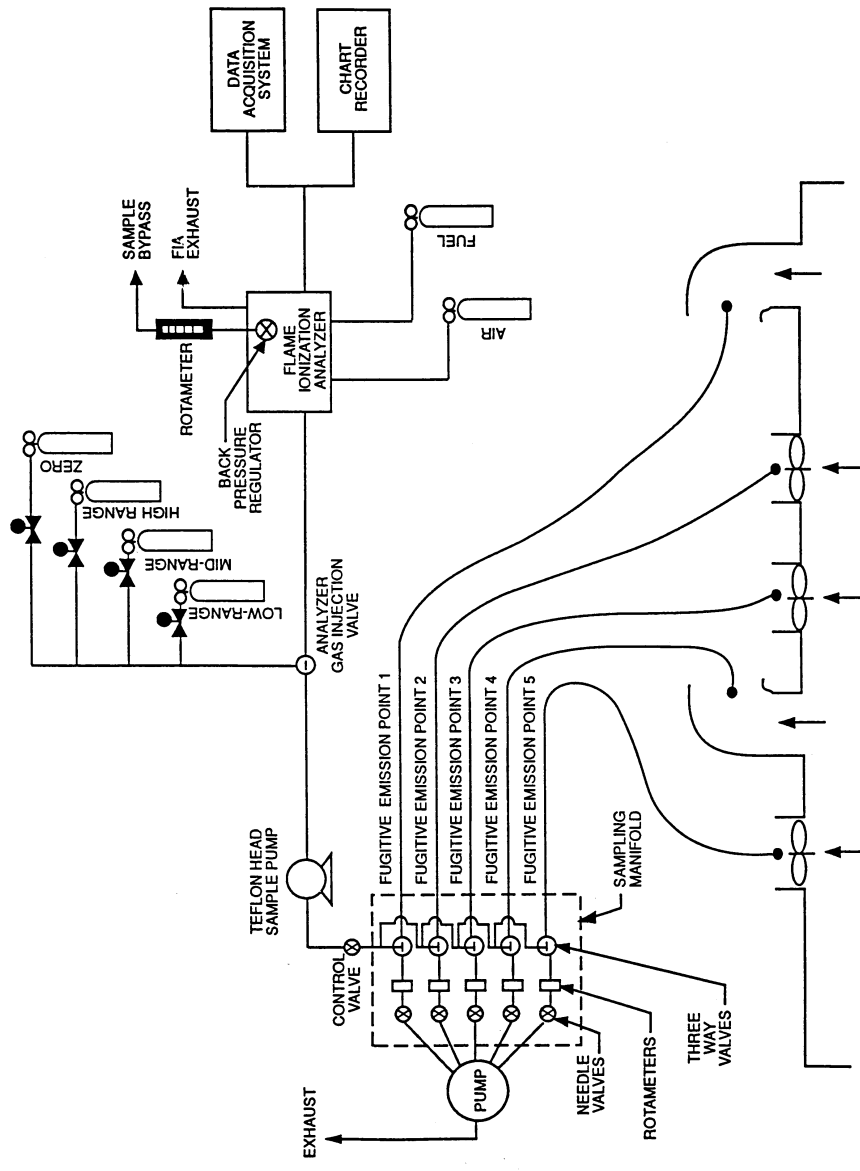 DATA
ACQUISITION
SYSTEM
CHART
RECORDER
SAMPLE
BYPASS
FIA
EXHAUST
ROTAMETER
BACK
PRESSURE
REGULATOR
FLAME
IONIZATION
ANALYZER
FUEL
AIR
ZERO
HIGH RANGE
MID-RANGE
LOW-RANGE
ANALYZER
GAS INJECTION
VALVE
TEFLON HEAD
SAMPLE PUMP
CONTROL
VALVE
FUGITIVE EMISSION POINT 1
FUGITIVE EMISSION POINT 2
FUGITIVE EMISSION POINT 3
FUGITIVE EMISSION POINT 4
FUGITIVE EMISSION POINT 5
SAMPLING
MANIFOLD
THREE
WAY
VALVES
ROTAMETERS
NEEDLE
VALVES
PUMP
EXHAUST